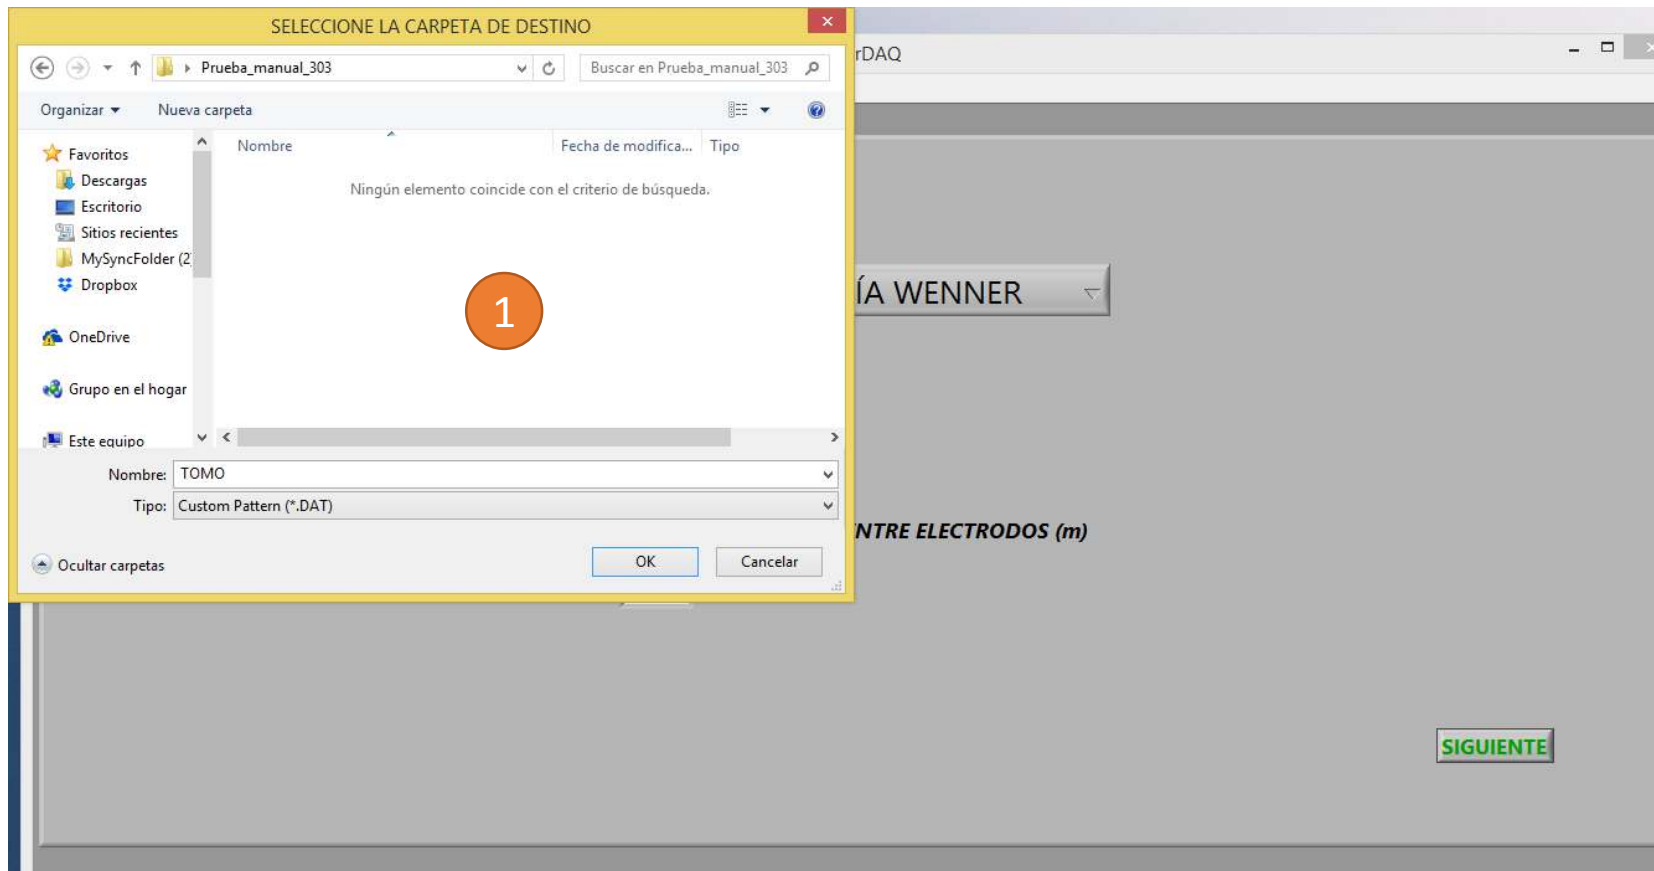 SELECCIONE LA CARPETA DE DESTINO
rDAQ
Prueba_manual_303
Buscar en Prueba_manual_303
Organizar
Nueva carpeta
Nombre
Fecha de modifica...
Tipo
Favoritos
Descargas
Escritorio
Sitios recientes
MySyncFolder (2
Dropbox
OneDrive
Grupo en el hogar
Este equipo
Ningún elemento coincide con el criterio de búsqueda.
1
ÍA WENNER
Nombre: TOMO
Tipo: Custom Pattern (*.DAT)
NTRE ELECTRODOS (m)
Ocultar carpetas
OK
Cancelar
SIGUIENTE